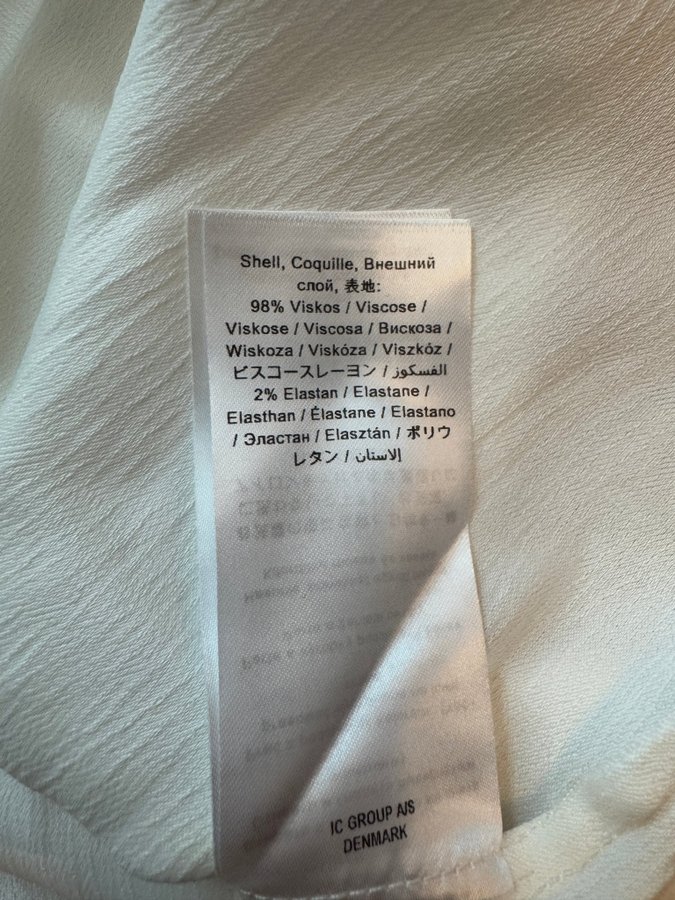 Shell, Coquille, Внешний
слой, 表地:
98% Viskos / Viscose /
Viskose / Viscosa / Вискоза /
Wiskoza / Viskóza / Viszkóz /
ビスコースレーヨン / الفسكوز
2% Elastan / Elastane /
Elasthan / Élastane / Elastano
/ Эластан / Elasztán / ポリウ
レタン / الاستان
IC GROUP A/S
DENMARK